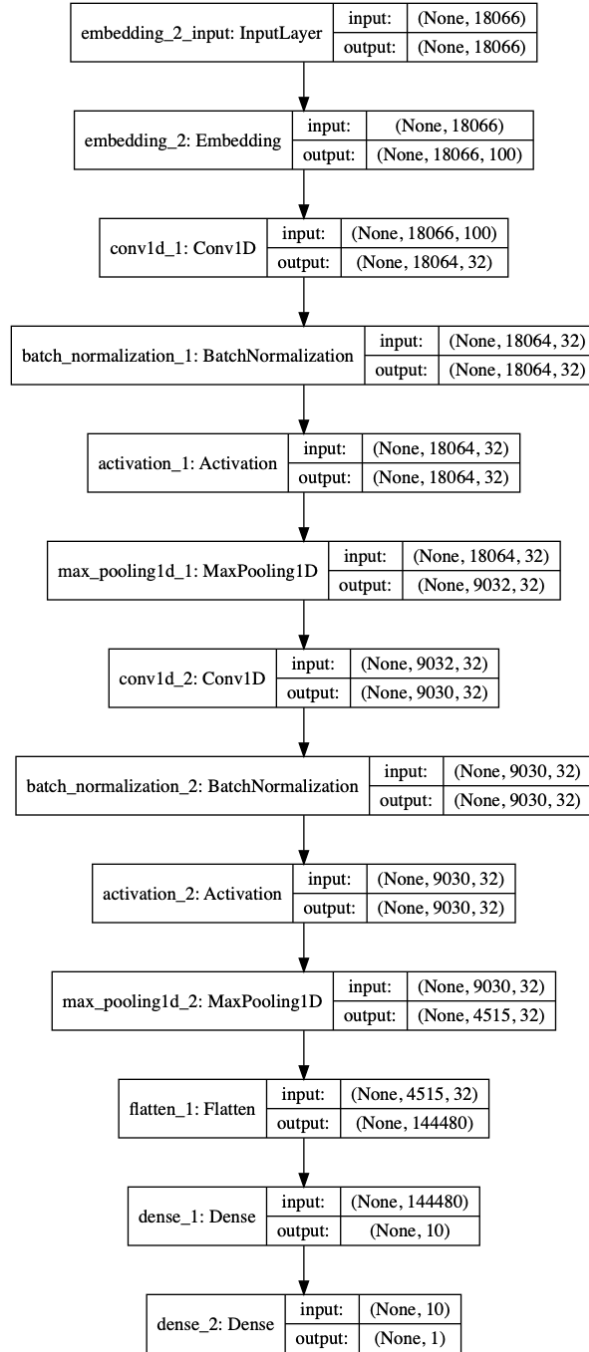 embedding_2_input: InputLayer
input: (None, 18066)
output: (None, 18066)
embedding_2: Embedding
input: (None, 18066)
output: (None, 18066, 100)
conv1d_1: Conv1D
input: (None, 18066, 100)
output: (None, 18064, 32)
batch_normalization_1: BatchNormalization
input: (None, 18064, 32)
output: (None, 18064, 32)
activation_1: Activation
input: (None, 18064, 32)
output: (None, 18064, 32)
max_pooling1d_1: MaxPooling1D
input: (None, 18064, 32)
output: (None, 9032, 32)
conv1d_2: Conv1D
input: (None, 9032, 32)
output: (None, 9030, 32)
batch_normalization_2: BatchNormalization
input: (None, 9030, 32)
output: (None, 9030, 32)
activation_2: Activation
input: (None, 9030, 32)
output: (None, 9030, 32)
max_pooling1d_2: MaxPooling1D
input: (None, 9030, 32)
output: (None, 4515, 32)
flatten_1: Flatten
input: (None, 4515, 32)
output: (None, 144480)
dense_1: Dense
input: (None, 144480)
output: (None, 10)
dense_2: Dense
input: (None, 10)
output: (None, 1)